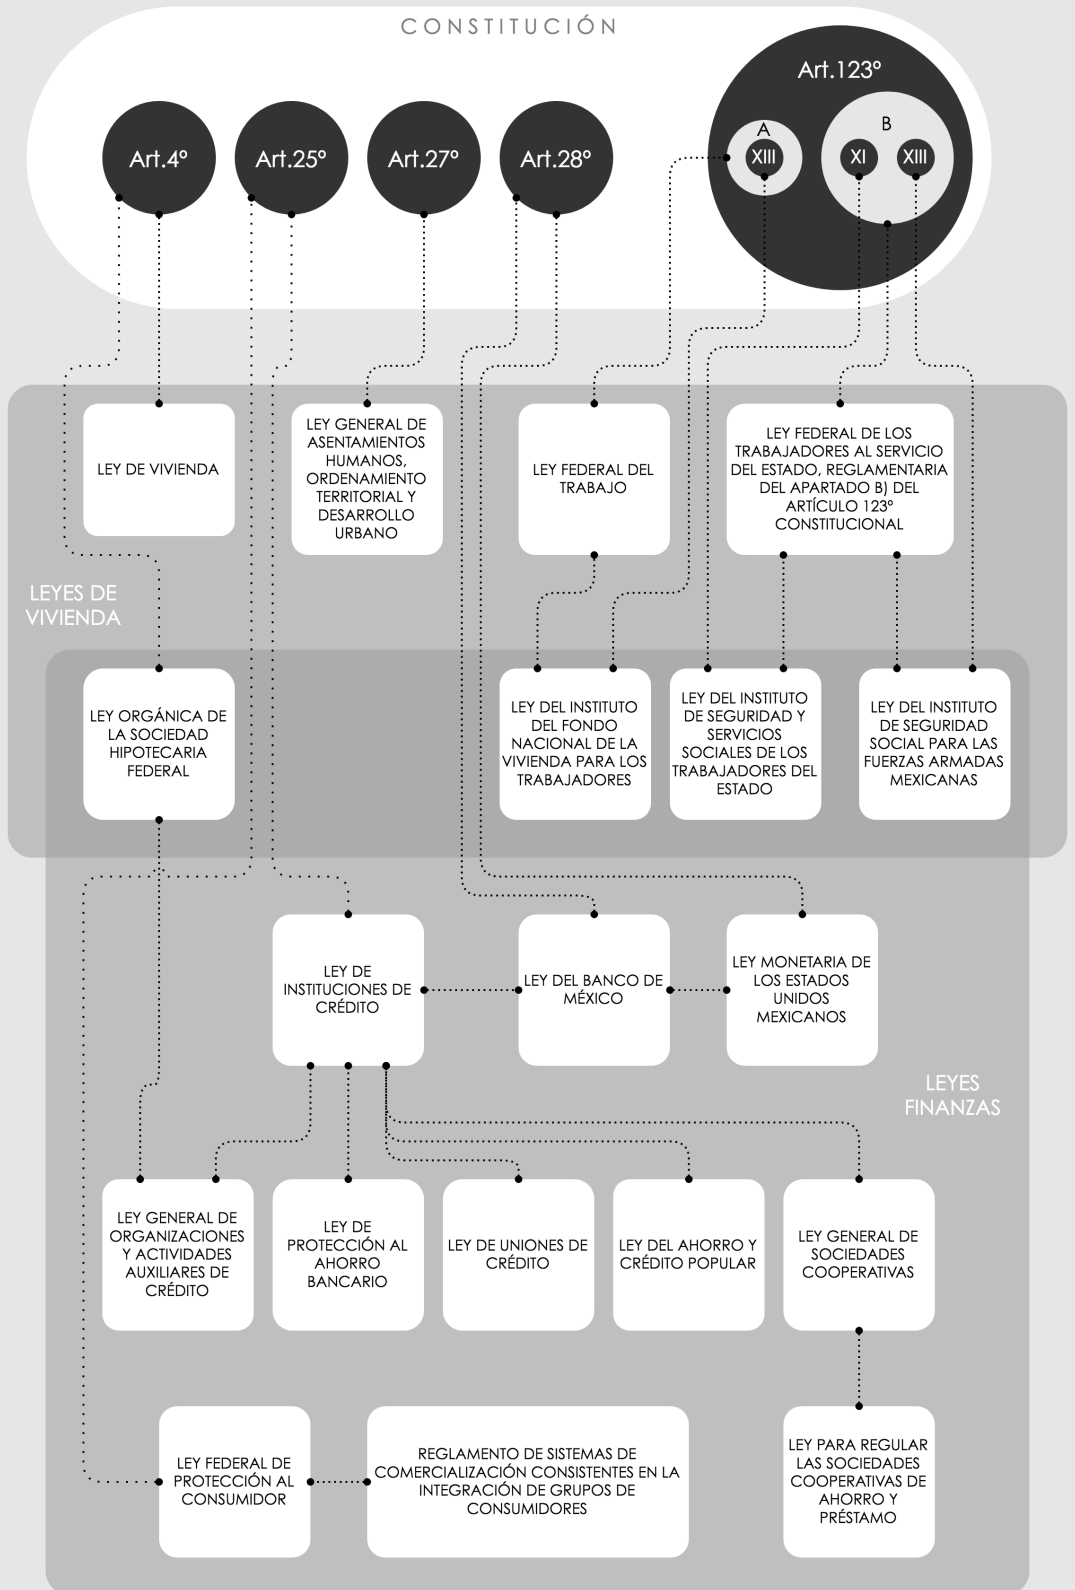 CONSTITUCIÓN
Art.4º
Art.25º
Art.27º
Art.28º
Art.123º
A
XIII
B
XI
XIII
LEY DE VIVIENDA
LEY GENERAL DE
ASENTAMIENTOS
HUMANOS,
ORDENAMIENTO
TERRITORIAL Y
DESARROLLO
URBANO
LEY FEDERAL DEL
TRABAJO
LEY FEDERAL DE LOS
TRABAJADORES AL SERVICIO
DEL ESTADO, REGLAMENTARIA
DEL APARTADO B) DEL
ARTÍCULO 123º
CONSTITUCIONAL
LEYES DE
VIVIENDA
LEY ORGÁNICA DE
LA SOCIEDAD
HIPOTECARIA
FEDERAL
LEY DEL INSTITUTO
DEL FONDO
NACIONAL DE LA
VIVIENDA PARA LOS
TRABAJADORES
LEY DEL INSTITUTO
DE SEGURIDAD Y
SERVICIOS
SOCIALES DE LOS
TRABAJADORES DEL
ESTADO
LEY DEL INSTITUTO
DE SEGURIDAD
SOCIAL PARA LAS
FUERZAS ARMADAS
MEXICANAS
LEY DE
INSTITUCIONES DE
CRÉDITO
LEY DEL BANCO DE
MÉXICO
LEY MONETARIA DE
LOS ESTADOS
UNIDOS
MEXICANOS
LEYES
FINANZAS
LEY GENERAL DE
ORGANIZACIONES
Y ACTIVIDADES
AUXILIARES DE
CRÉDITO
LEY DE
PROTECCIÓN AL
AHORRO
BANCARIO
LEY DE UNIONES DE
CRÉDITO
LEY DEL AHORRO Y
CRÉDITO POPULAR
LEY GENERAL DE
SOCIEDADES
COOPERATIVAS
LEY FEDERAL DE
PROTECCIÓN AL
CONSUMIDOR
REGLAMENTO DE SISTEMAS DE
COMERCIALIZACIÓN CONSISTENTES EN LA
INTEGRACIÓN DE GRUPOS DE
CONSUMIDORES
LEY PARA REGULAR
LAS SOCIEDADES
COOPERATIVAS DE
AHORRO Y
PRÉSTAMO